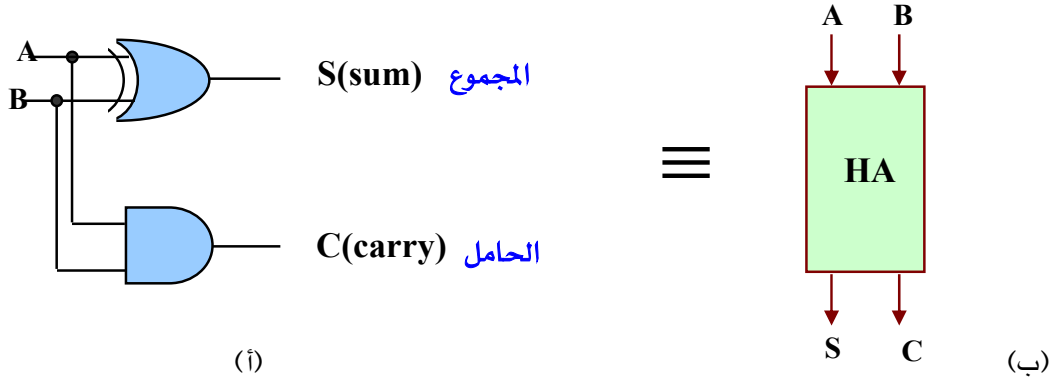 A B
A
S(sum) المجموع
B
≡
HA
C(carry) الحامل
S C
(أ) (ب)